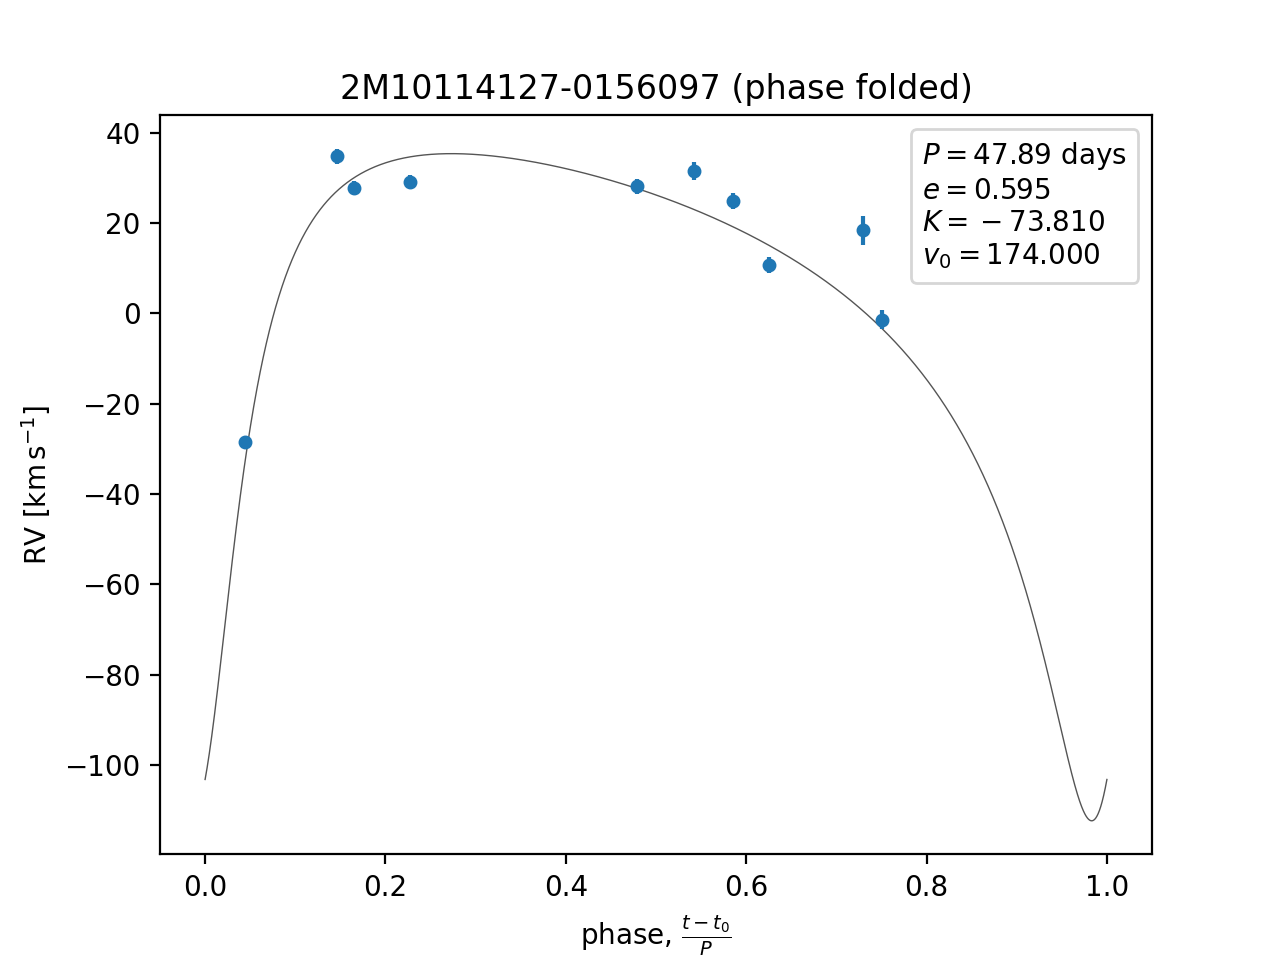 2M10114127-0156097 (phase folded)
P = 47.89 days
e = 0.595
K = −73.810
v₀ = 174.000
RV [km s⁻¹]
40
20
0
−20
−40
−60
−80
−100
0.0 0.2 0.4 0.6 0.8 1.0
phase, (t − t₀)/P